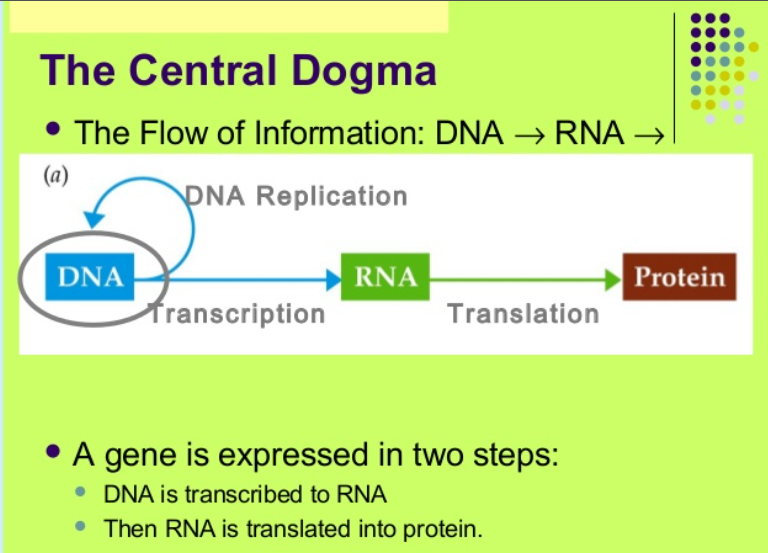 The Central Dogma
• The Flow of Information: DNA → RNA →
(a)
DNA Replication
DNA RNA Protein
Transcription Translation
• A gene is expressed in two steps:
• DNA is transcribed to RNA
• Then RNA is translated into protein.